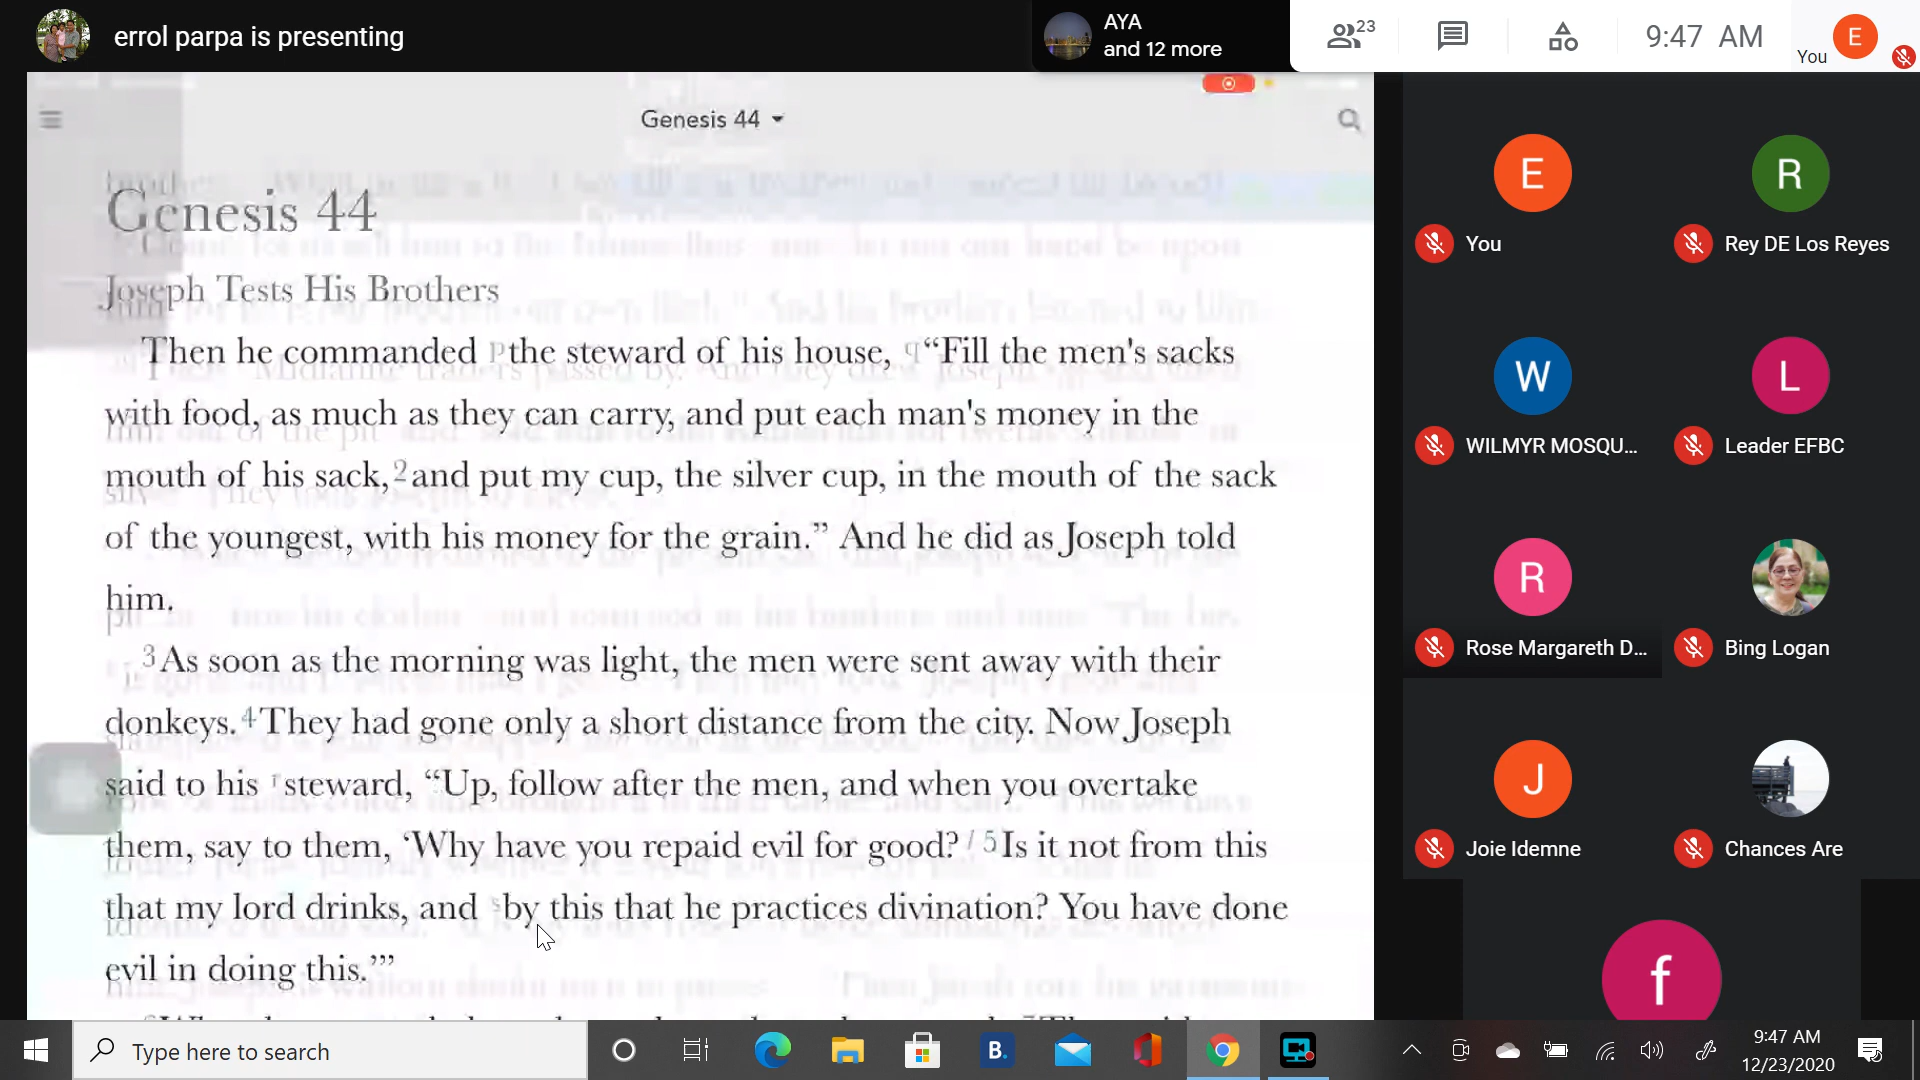 errol parpa is presenting
AYA
and 12 more
23
9:47 AM
You
E
Genesis 44
Genesis 44
Joseph Tests His Brothers
Then he commanded pthe steward of his house, q“Fill the men's sacks
with food, as much as they can carry, and put each man's money in the
mouth of his sack, 2and put my cup, the silver cup, in the mouth of the sack
of the youngest, with his money for the grain.” And he did as Joseph told
him.
3As soon as the morning was light, the men were sent away with their
donkeys. 4They had gone only a short distance from the city. Now Joseph
said to his rsteward, “Up, follow after the men, and when you overtake
them, say to them, ‘Why have you repaid evil for good? 5Is it not from this
that my lord drinks, and sby this that he practices divination? You have done
evil in doing this.’”
E
You
R
Rey DE Los Reyes
W
WILMYR MOSQU...
L
Leader EFBC
R
Rose Margareth D...
Bing Logan
J
Joie Idemne
Chances Are
f
Type here to search
B.
9:47 AM
12/23/2020